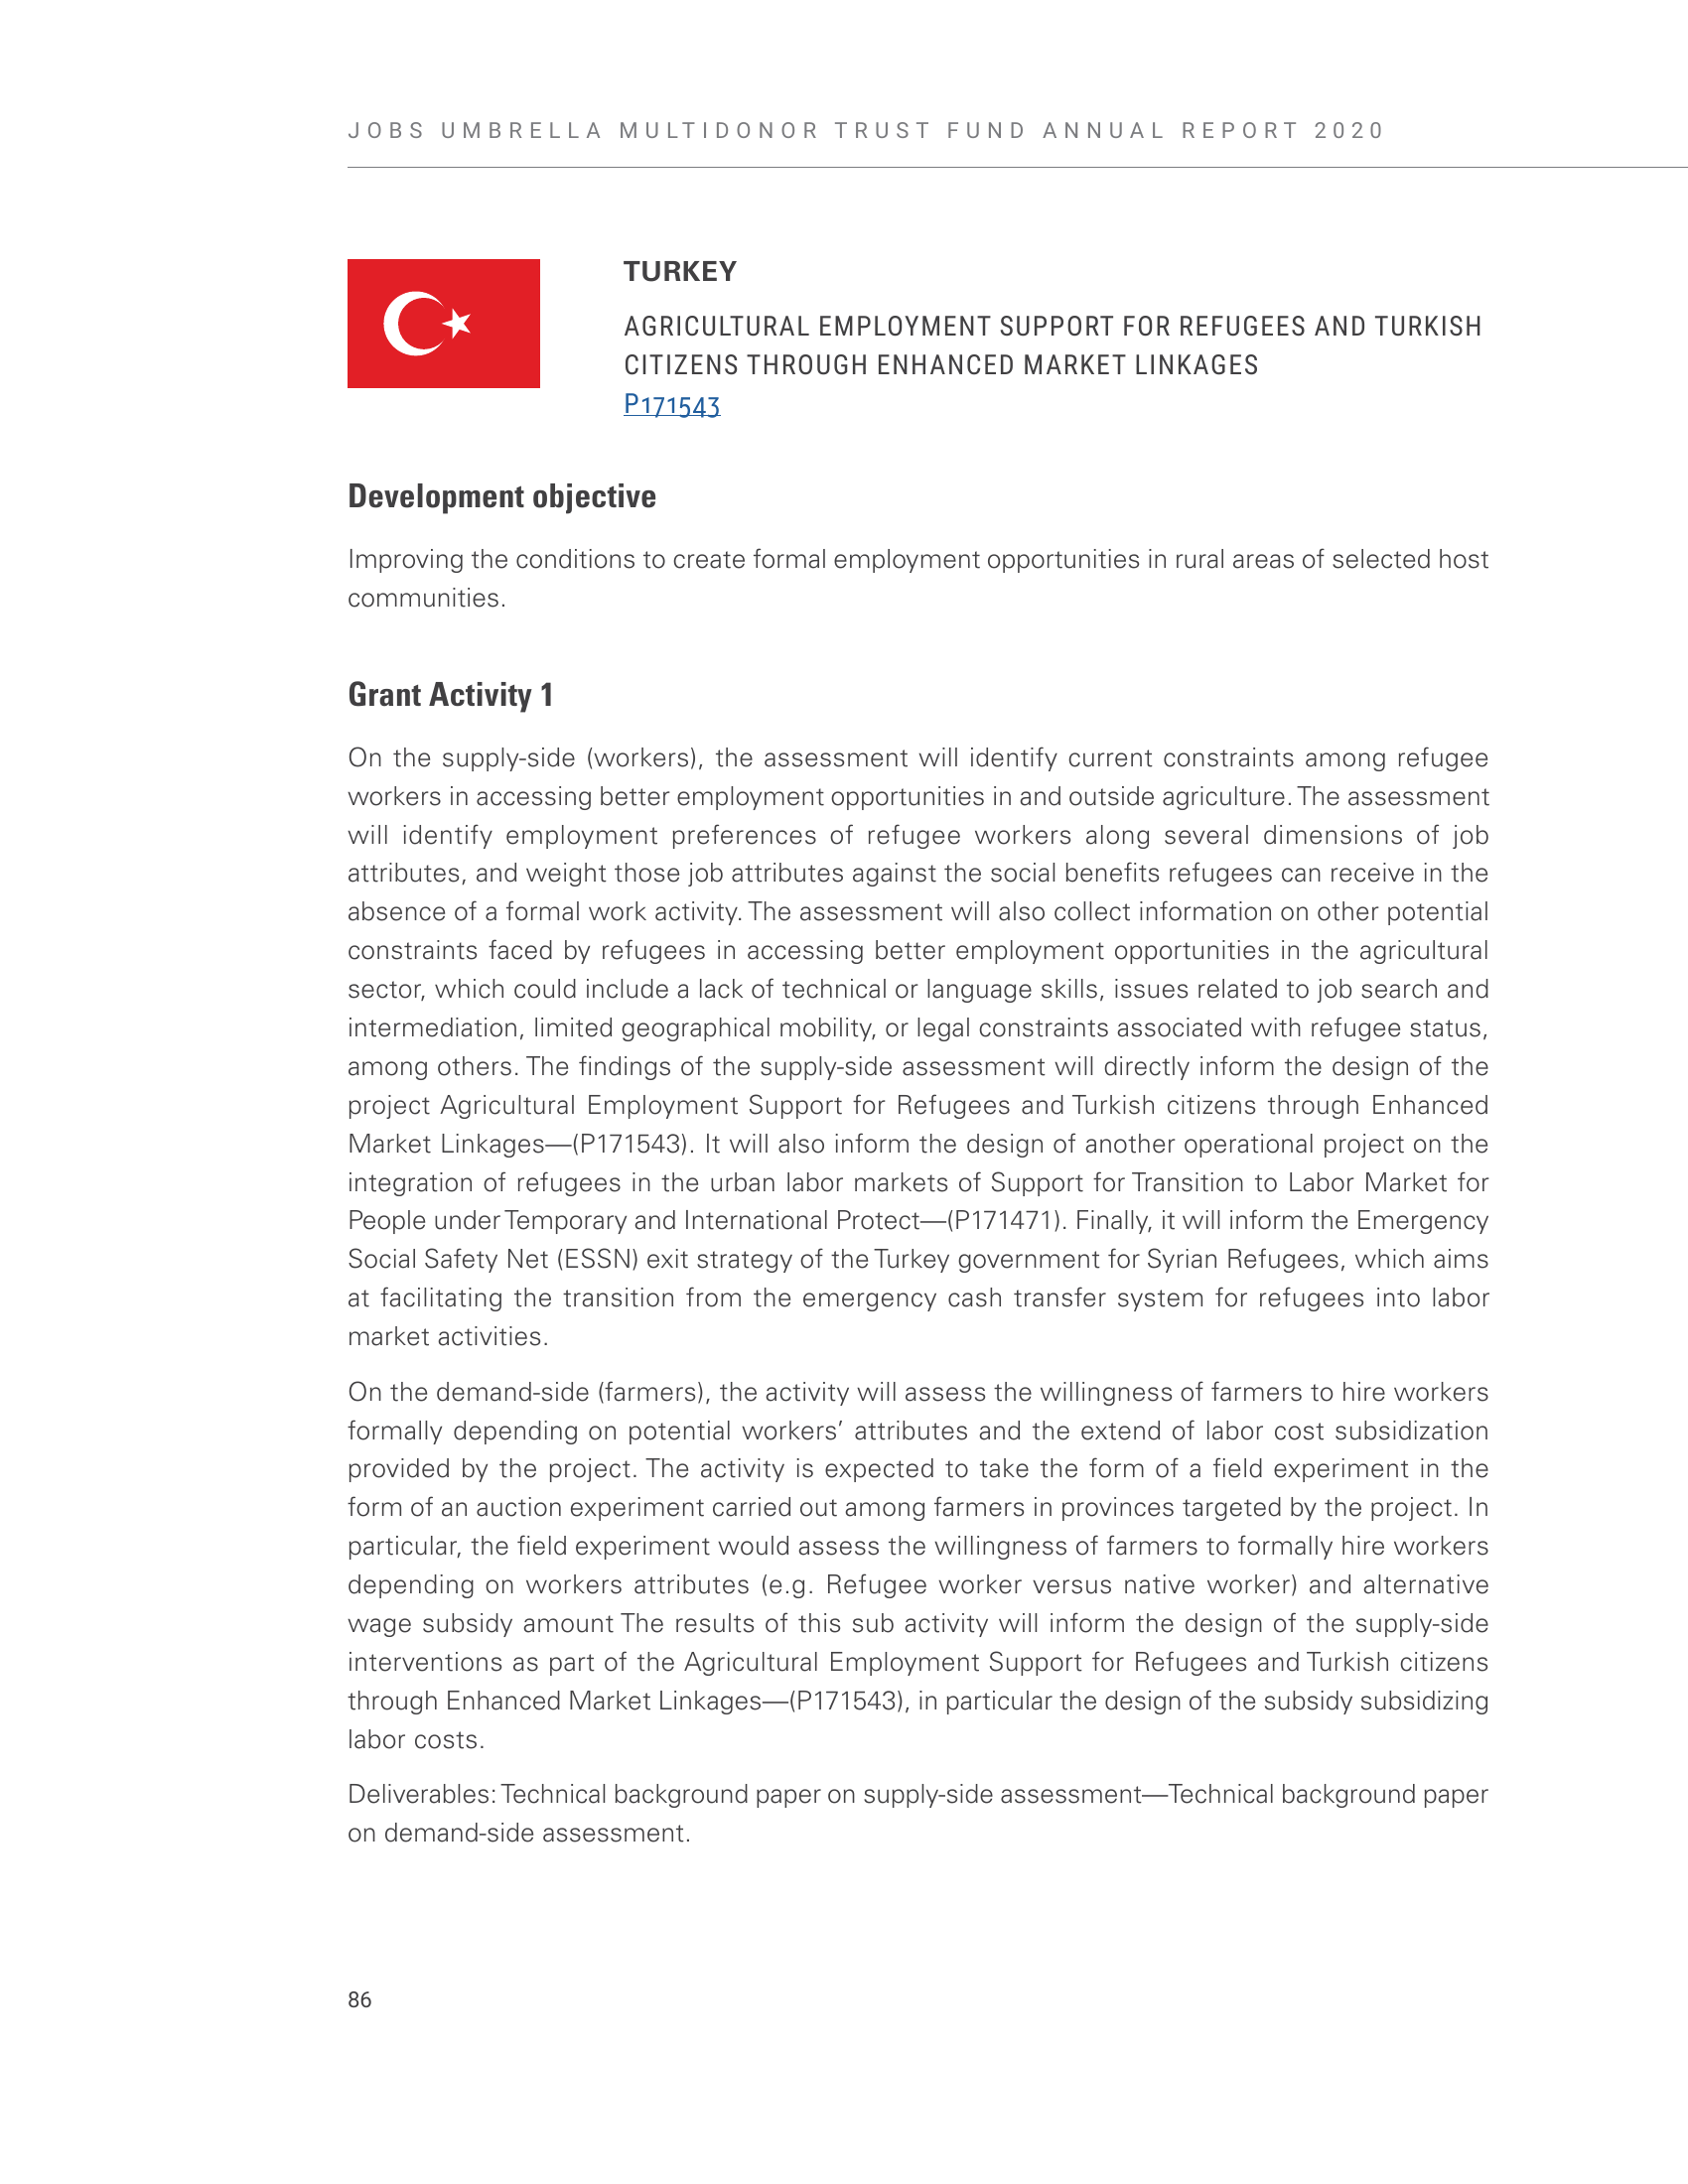 JOBS UMBRELLA MULTIDONOR TRUST FUND ANNUAL REPORT 2020
TURKEY
AGRICULTURAL EMPLOYMENT SUPPORT FOR REFUGEES AND TURKISH
CITIZENS THROUGH ENHANCED MARKET LINKAGES
P171543
Development objective
Improving the conditions to create formal employment opportunities in rural areas of selected host
communities.
Grant Activity 1
On the supply-side (workers), the assessment will identify current constraints among refugee
workers in accessing better employment opportunities in and outside agriculture. The assessment
will identify employment preferences of refugee workers along several dimensions of job
attributes, and weight those job attributes against the social benefits refugees can receive in the
absence of a formal work activity. The assessment will also collect information on other potential
constraints faced by refugees in accessing better employment opportunities in the agricultural
sector, which could include a lack of technical or language skills, issues related to job search and
intermediation, limited geographical mobility, or legal constraints associated with refugee status,
among others. The findings of the supply-side assessment will directly inform the design of the
project Agricultural Employment Support for Refugees and Turkish citizens through Enhanced
Market Linkages—(P171543). It will also inform the design of another operational project on the
integration of refugees in the urban labor markets of Support for Transition to Labor Market for
People under Temporary and International Protect—(P171471). Finally, it will inform the Emergency
Social Safety Net (ESSN) exit strategy of the Turkey government for Syrian Refugees, which aims
at facilitating the transition from the emergency cash transfer system for refugees into labor
market activities.
On the demand-side (farmers), the activity will assess the willingness of farmers to hire workers
formally depending on potential workers’ attributes and the extend of labor cost subsidization
provided by the project. The activity is expected to take the form of a field experiment in the
form of an auction experiment carried out among farmers in provinces targeted by the project. In
particular, the field experiment would assess the willingness of farmers to formally hire workers
depending on workers attributes (e.g. Refugee worker versus native worker) and alternative
wage subsidy amount The results of this sub activity will inform the design of the supply-side
interventions as part of the Agricultural Employment Support for Refugees and Turkish citizens
through Enhanced Market Linkages—(P171543), in particular the design of the subsidy subsidizing
labor costs.
Deliverables: Technical background paper on supply-side assessment—Technical background paper
on demand-side assessment.
86